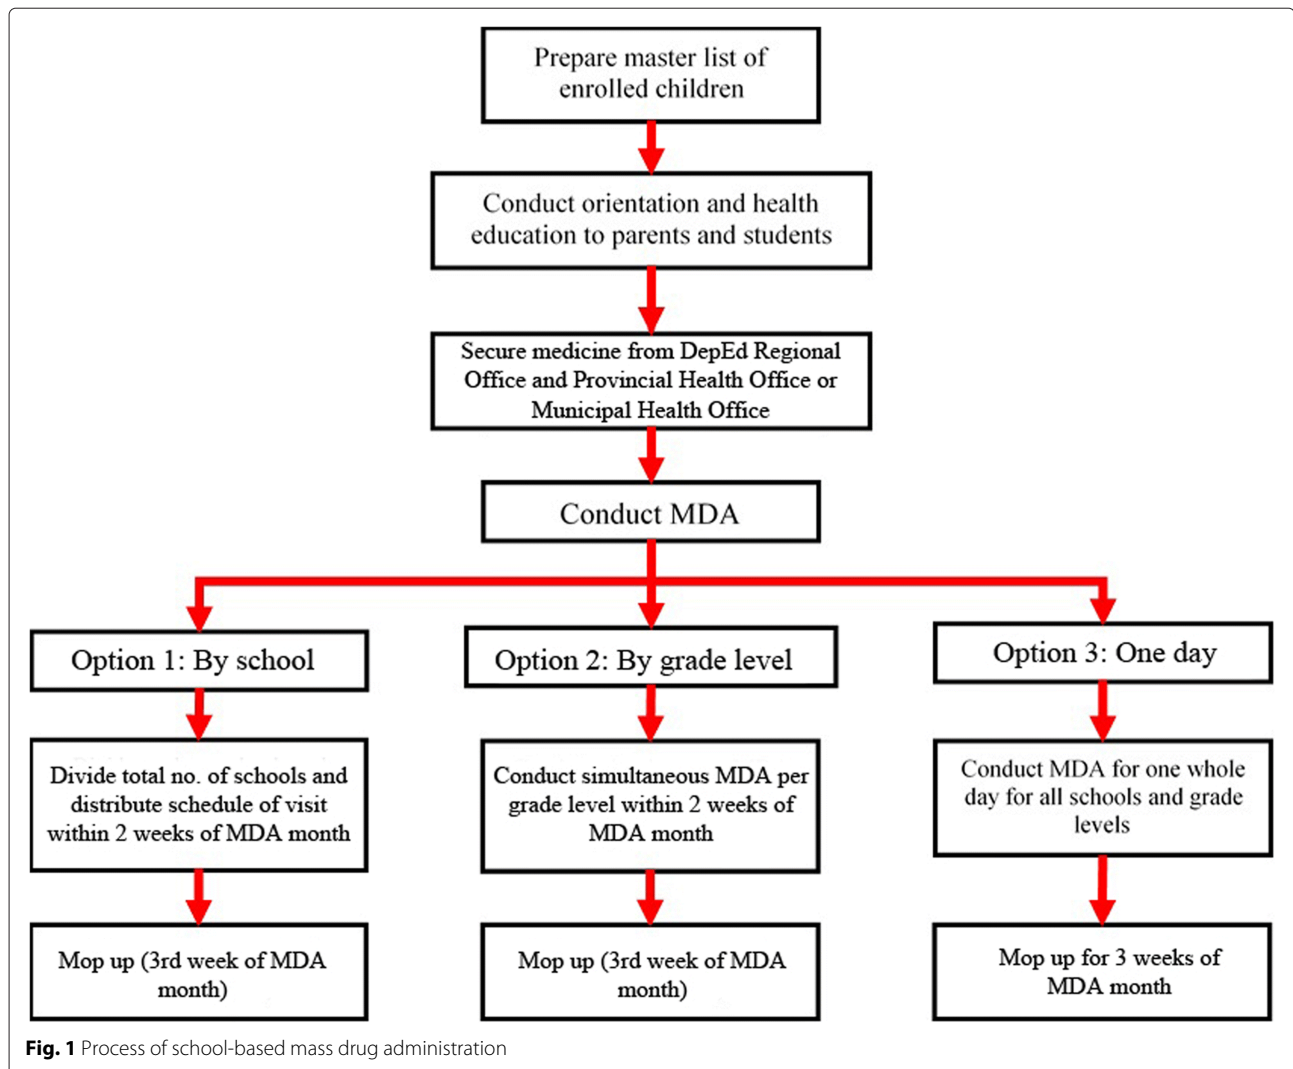 Prepare master list of
enrolled children
Conduct orientation and health
education to parents and students
Secure medicine from DepEd Regional
Office and Provincial Health Office or
Municipal Health Office
Conduct MDA
Option 1: By school
Option 2: By grade level
Option 3: One day
Divide total no. of schools and
distribute schedule of visit
within 2 weeks of MDA month
Conduct simultaneous MDA per
grade level within 2 weeks of
MDA month
Conduct MDA for one whole
day for all schools and grade
levels
Mop up (3rd week of MDA
month)
Mop up (3rd week of MDA
month)
Mop up for 3 weeks of
MDA month
Fig. 1 Process of school-based mass drug administration